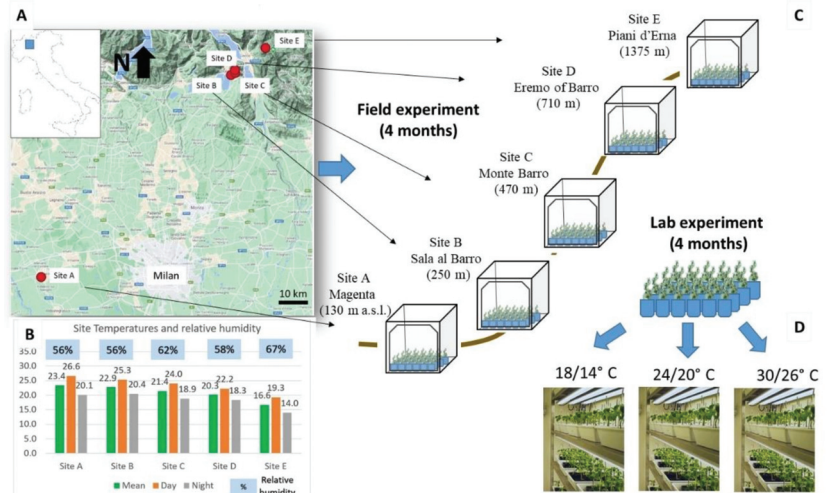 A
N
Site E
Site D
Site B
Site C
Site A
Milan
10 km
Field experiment
(4 months)
C
Site E
Piani d'Erna
(1375 m)
Site D
Eremo of Barro
(710 m)
Site C
Monte Barro
(470 m)
Site B
Sala al Barro
(250 m)
Site A
Magenta
(130 m a.s.l.)
Lab experiment
(4 months)
D
18/14° C
24/20° C
30/26° C
B
Site Temperatures and relative humidity
56% 56% 62% 58% 67%
35.0
30.0
25.0
20.0
15.0
10.0
5.0
0.0
23.4 26.6 20.1
22.9 25.3 20.4
21.4 24.0 18.9
20.3 22.2 18.3
16.6 19.3 14.0
Site A Site B Site C Site D Site E
Mean Day Night % Relative
humidity